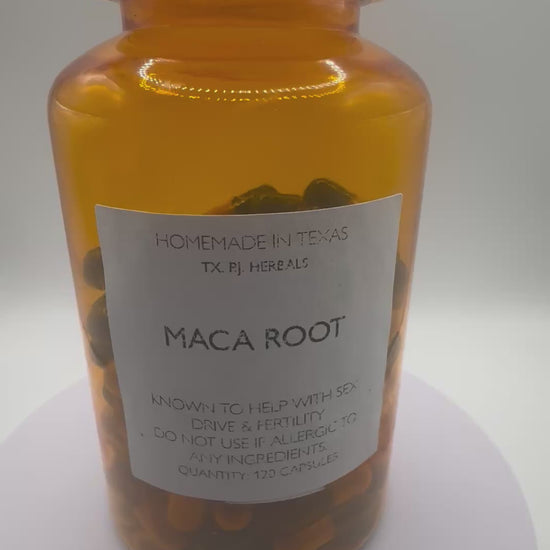 HOMEMADE IN TEXAS
TX. PJ. HERBALS
MACA ROOT
KNOWN TO HELP WITH SEX
DRIVE & FERTILITY
DO NOT USE IF ALLERGIC TO
ANY INGREDIENTS.
QUANTITY: 120 CAPSULES